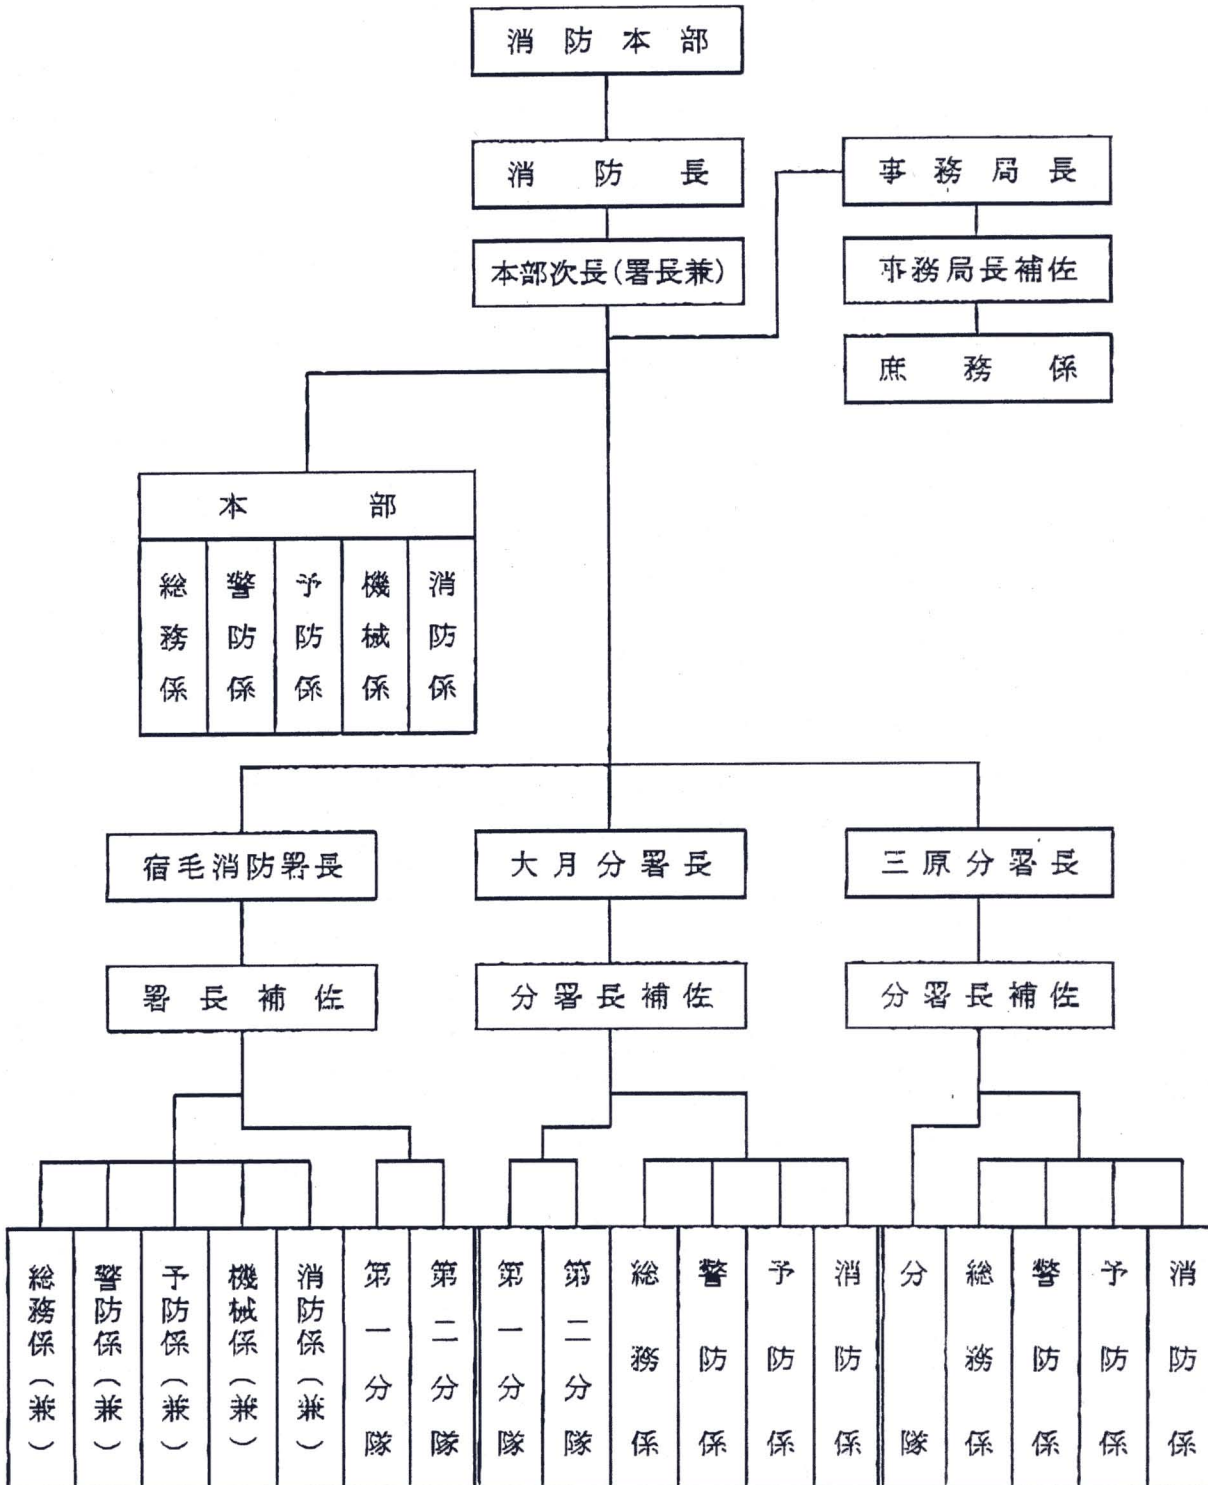 消防本部
消防長
事務局長
本部次長(署長兼)
事務局長補佐
庶務係
本部
総務係
警防係
予防係
機械係
消防係
宿毛消防署長
大月分署長
三原分署長
署長補佐
分署長補佐
分署長補佐
総務係(兼)
警防係(兼)
予防係(兼)
機械係(兼)
消防係(兼)
第一分隊
第二分隊
第一分隊
第二分隊
総務係
警防係
予防係
消防係
分隊
総務係
警防係
予防係
消防係